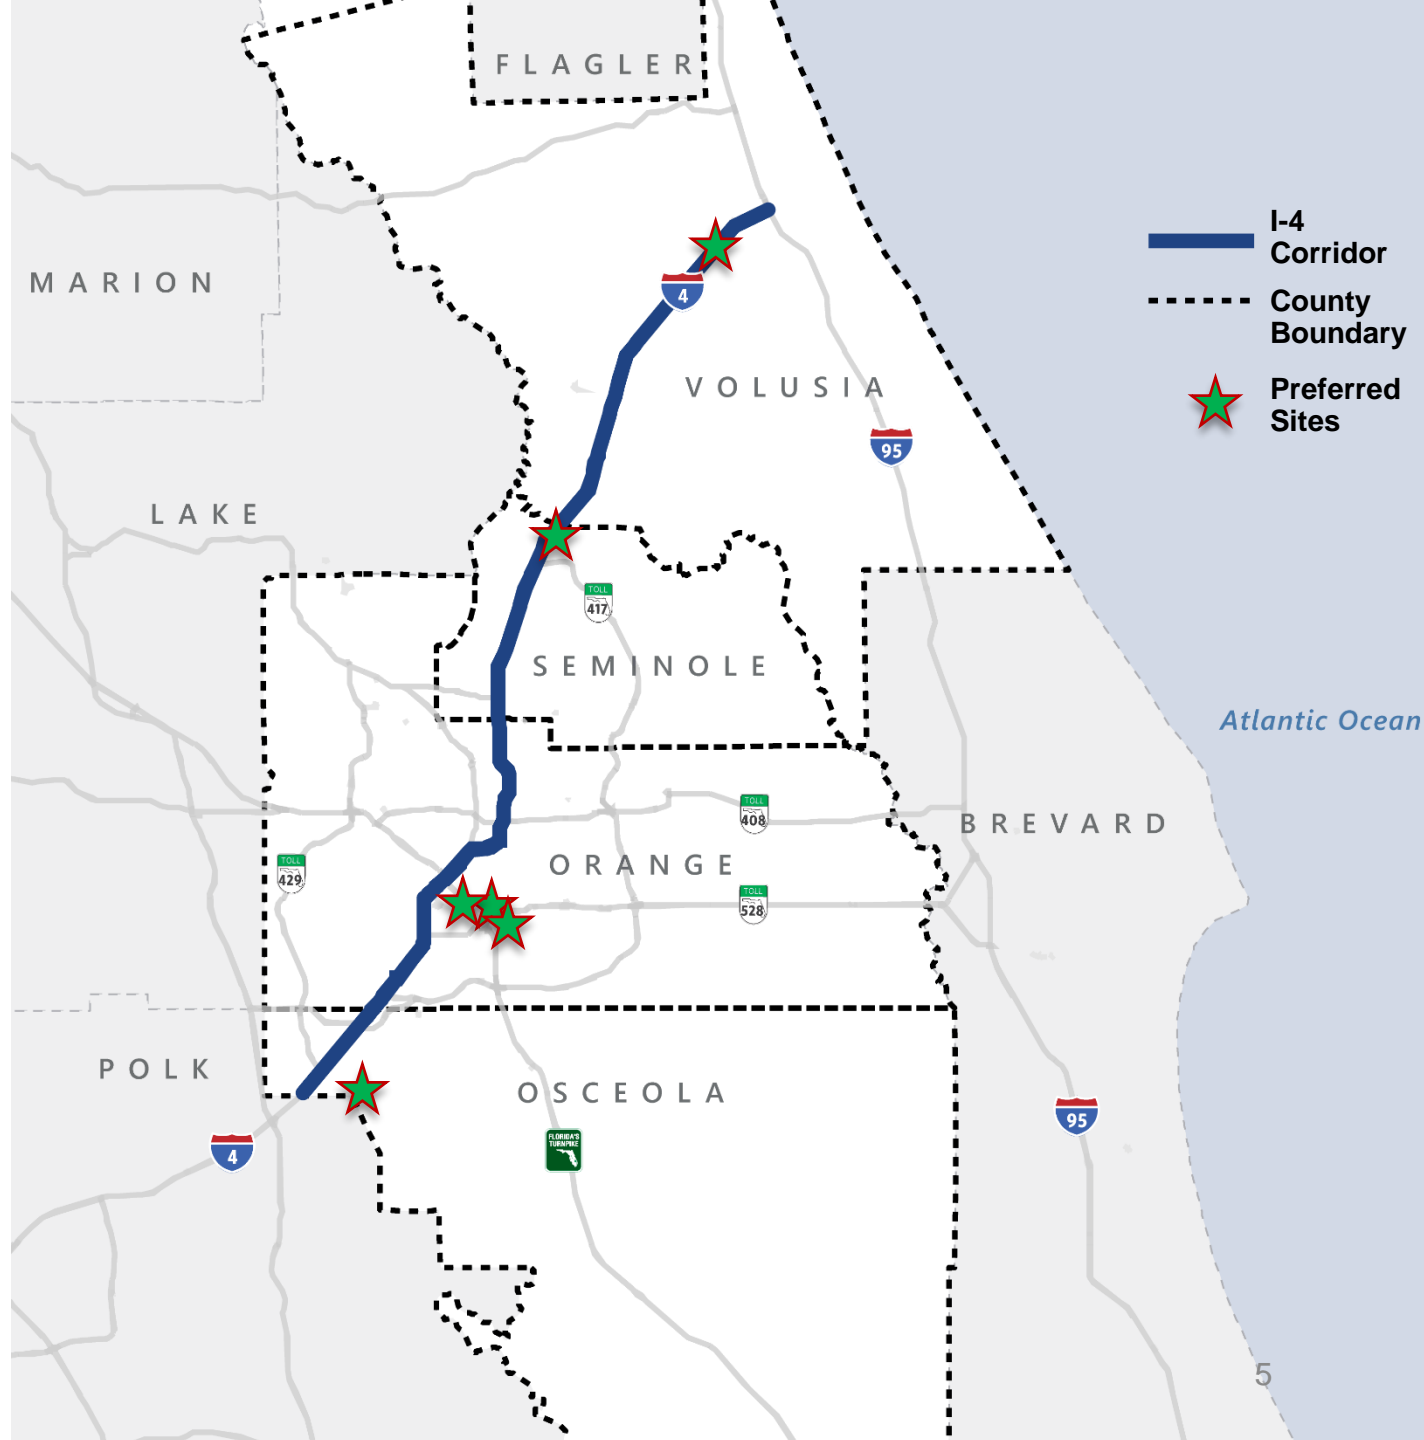 FLAGLER
I-4
Corridor
MARION
4
County
Boundary
VOLUSIA
Preferred
Sites
95
LAKE
TOLL
417
SEMINOLE
Atlantic Ocean
TOLL
408
BREVARD
TOLL
429
ORANGE
TOLL
528
POLK
OSCEOLA
95
4
FLORIDA'S
TURNPIKE
5